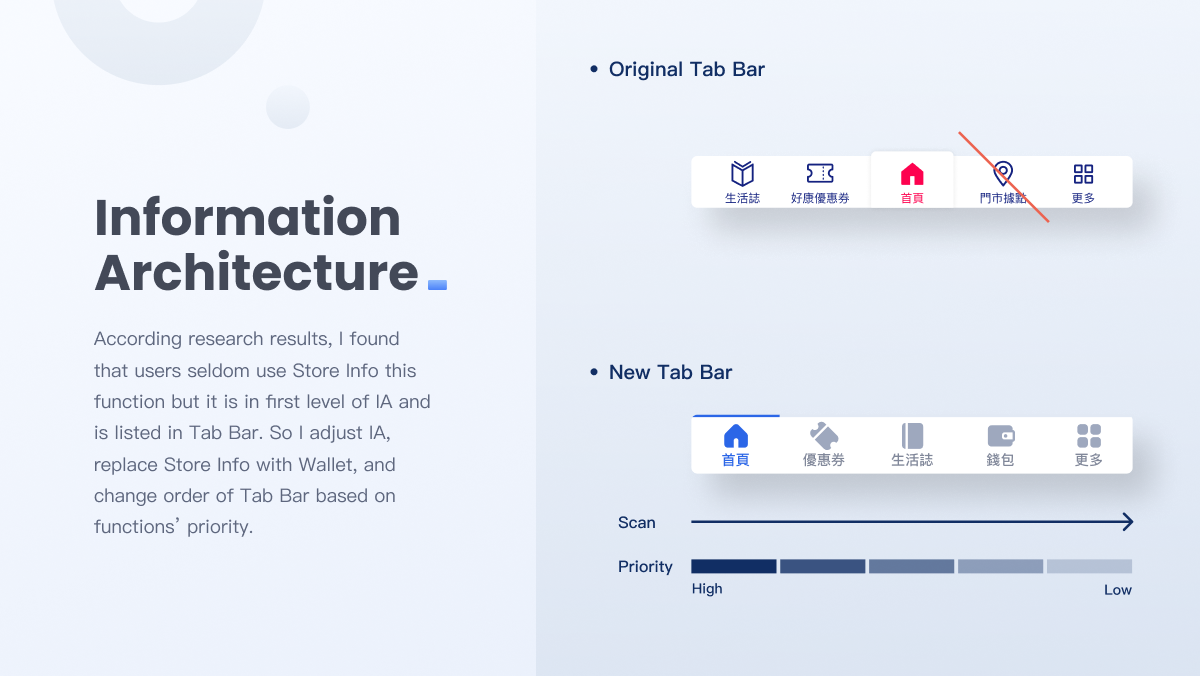 Information
Architecture
According research results, I found
that users seldom use Store Info this
function but it is in first level of IA and
is listed in Tab Bar. So I adjust IA,
replace Store Info with Wallet, and
change order of Tab Bar based on
functions’ priority.
• Original Tab Bar
生活誌 好康優惠券 首頁 門市據點 更多
• New Tab Bar
首頁 優惠券 生活誌 錢包 更多
Scan
Priority
High Low